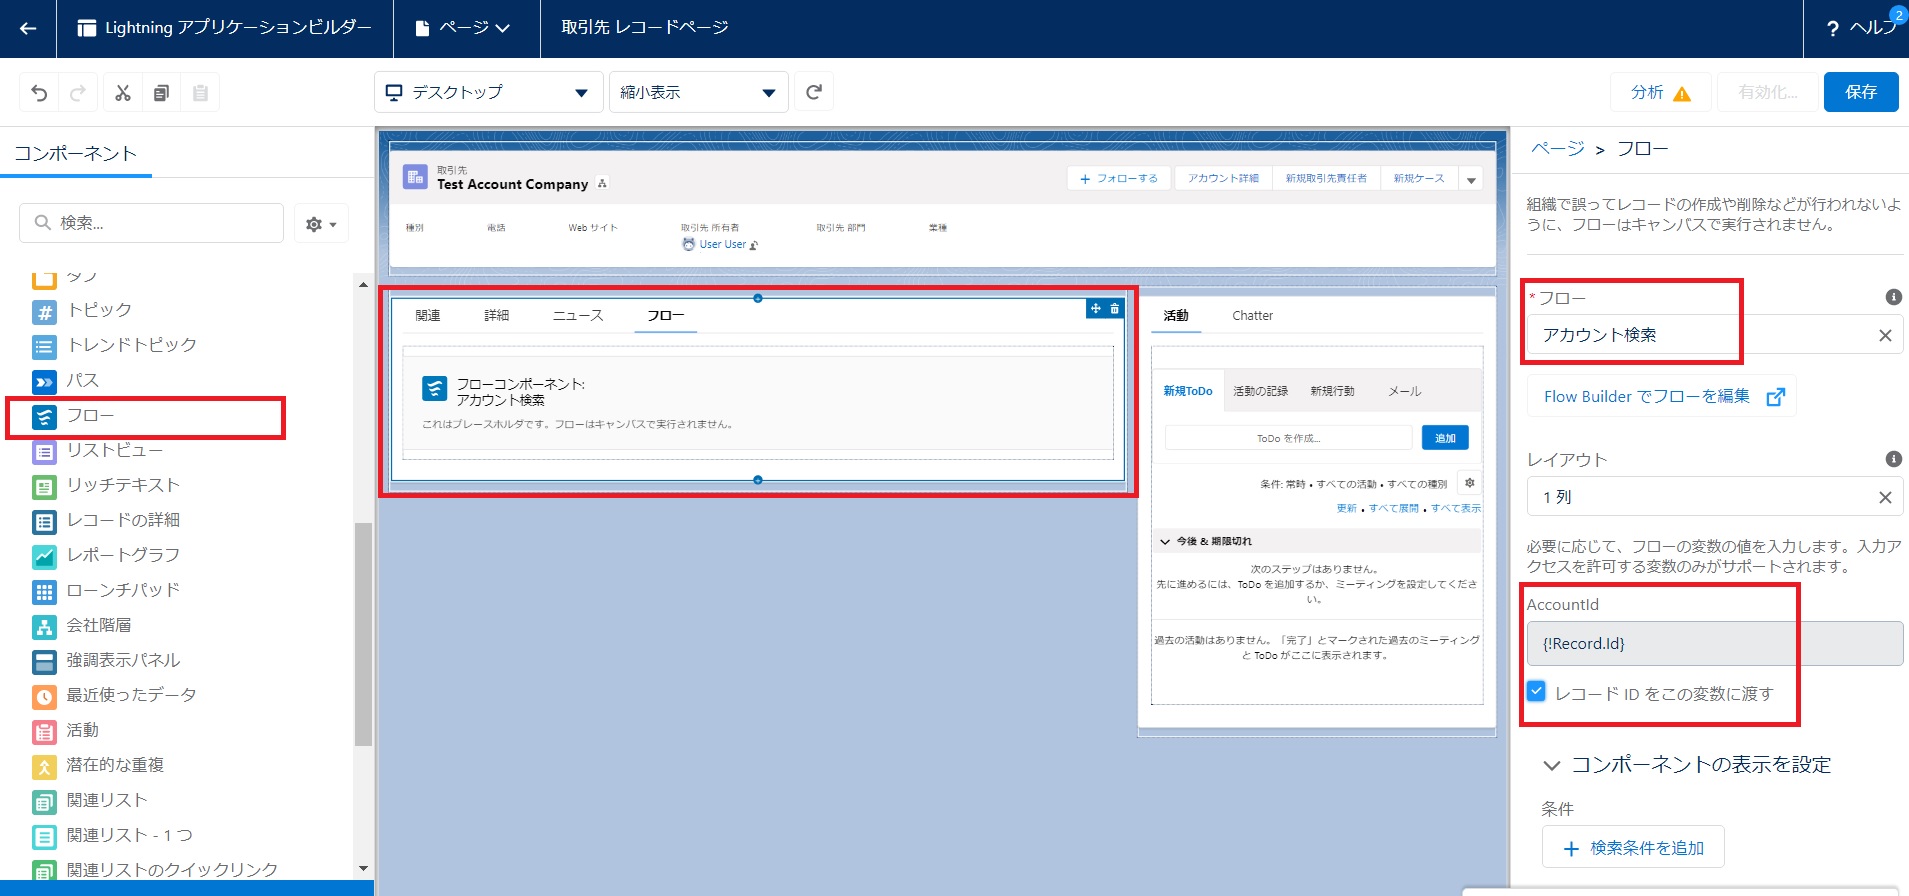 Lightning アプリケーションビルダー
ページ
取引先 レコードページ
? ヘルプ
2
デスクトップ
縮小表示
分析
有効化...
保存
コンポーネント
検索...
タブ
トピック
トレンドトピック
パス
フロー
リストビュー
リッチテキスト
レコードの詳細
レポートグラフ
ローンチパッド
会社階層
強調表示パネル
最近使ったデータ
活動
潜在的な重複
関連リスト
関連リスト - 1 つ
関連リストのクイックリンク
取引先
Test Account Company
+ フォローする
アカウント詳細
新規取引先責任者
新規ケース
種別
電話
Web サイト
取引先 所有者
取引先 部門
業種
User User
関連
詳細
ニュース
フロー
フローコンポーネント:
アカウント検索
これはプレースホルダです。フローはキャンバスで実行されません。
活動
Chatter
新規ToDo
活動の記録
新規行動
メール
ToDo を作成...
追加
条件: 常時 • すべての活動 • すべての種別
更新 • すべて展開 • すべて表示
今後 & 期限切れ
次のステップはありません。
先に進めるには、ToDo を追加するか、ミーティングを設定してくださ
い。
過去の活動はありません。「完了」とマークされた過去のミーティング
と ToDo がここに表示されます。
ページ > フロー
組織で誤ってレコードの作成や削除などが行われないよ
うに、フローはキャンバスで実行されません。
*フロー
アカウント検索
Flow Builder でフローを編集
レイアウト
1 列
必要に応じて、フローの変数の値を入力します。入力ア
クセスを許可する変数のみがサポートされます。
AccountId
{!Record.Id}
レコード ID をこの変数に渡す
コンポーネントの表示を設定
条件
+ 検索条件を追加